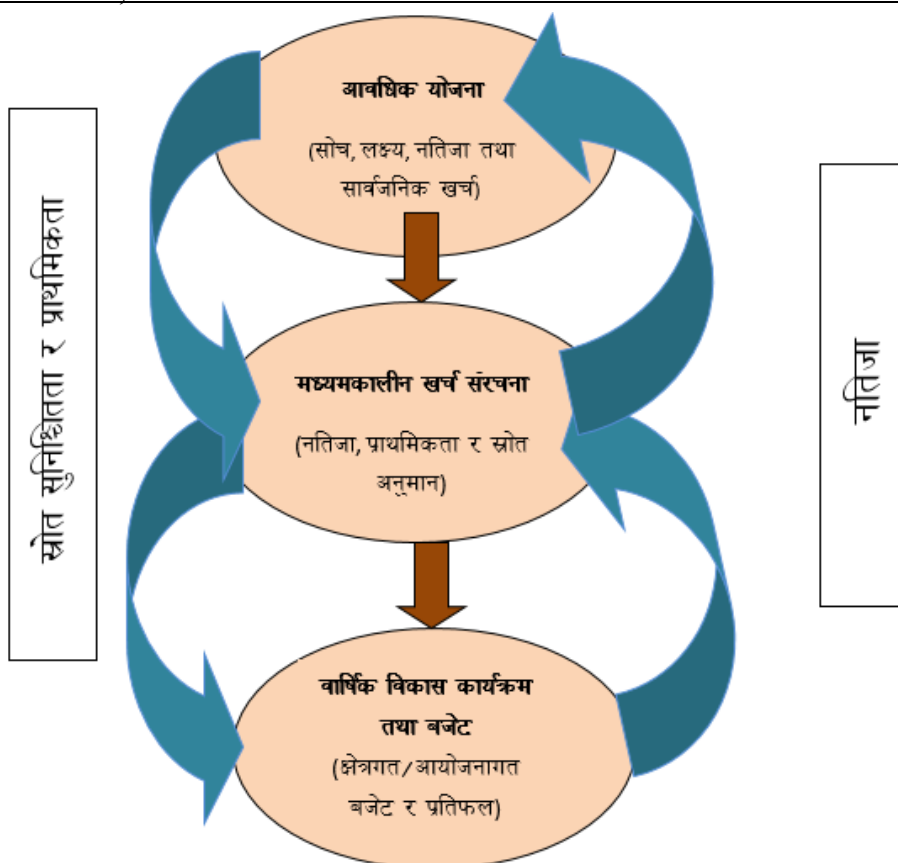 आवधिक योजना
(सोच, लक्ष्य, नतिजा तथा
सार्वजनिक खर्च)
स्रोत सुनिश्चितता र प्राथमिकता
नतिजा
मध्यमकालीन खर्च संरचना
(नतिजा, प्राथमिकता र स्रोत
अनुमान)
वार्षिक विकास कार्यक्रम
तथा बजेट
(क्षेत्रगत/आयोजनागत
बजेट र प्रतिफल)